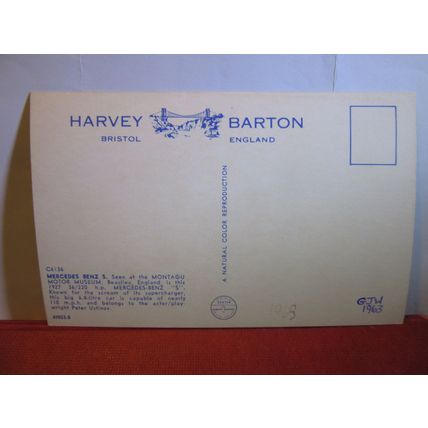 HARVEY BARTON
BRISTOL ENGLAND
A NATURAL COLOR REPRODUCTION
C6136
MERCEDES BENZ S. Seen at the MONTAGU
MOTOR MUSEUM, Beaulieu, England, is this
1927 36/220 h.p. MERCEDES-BENZ "S".
Known for the scream of its supercharger,
this big 6.8-litre car is capable of nearly
110 m.p.h. and belongs to the actor/play-
wright Peter Ustinov.
1963
GJW
1963